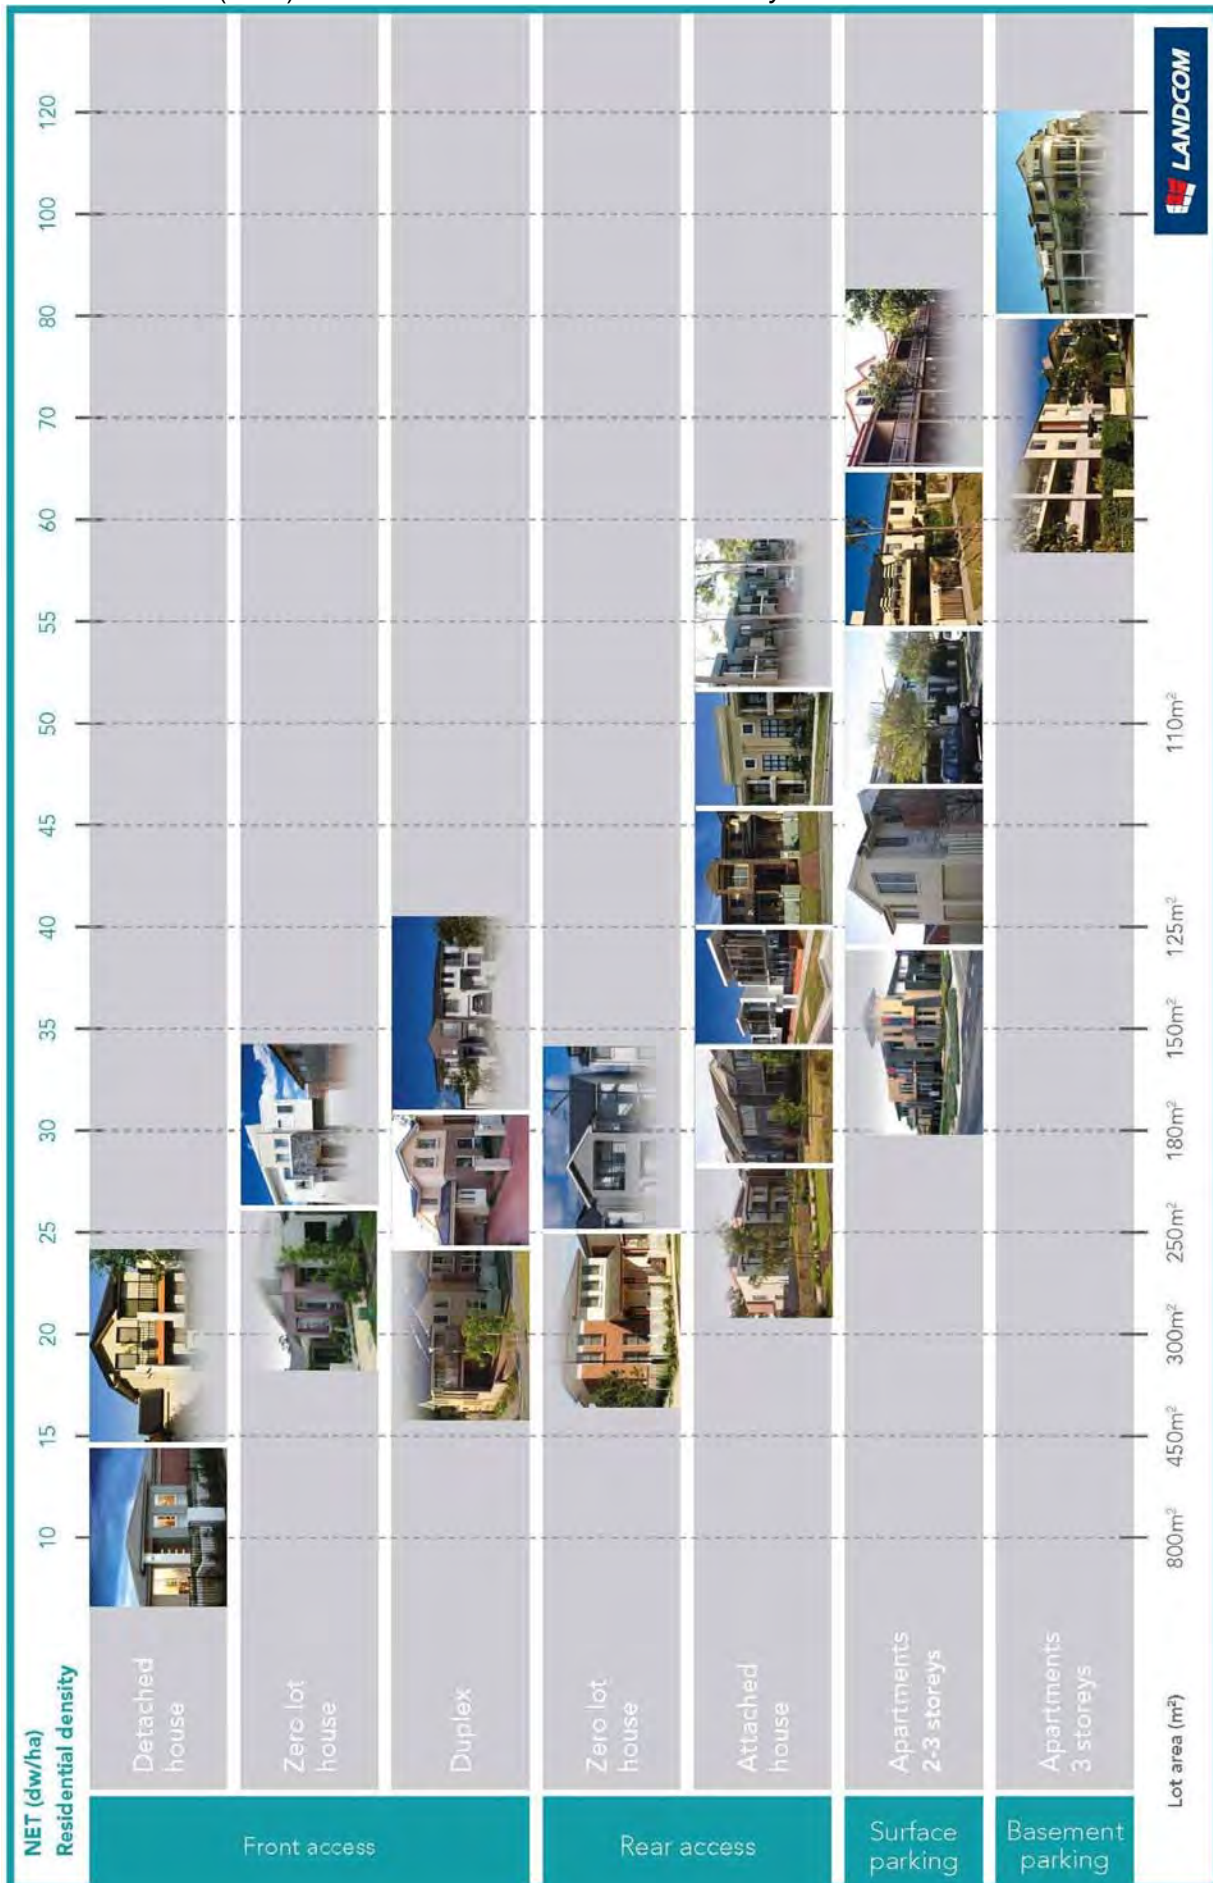 NET (dw/ha)
Residential density
10
15
20
25
30
35
40
45
50
55
60
70
80
100
120
Front access
Detached
house
Zero lot
house
Duplex
Rear access
Zero lot
house
Attached
house
Surface
parking
Apartments
2-3 storeys
Basement
parking
Apartments
3 storeys
Lot area (m²)
800m²
450m²
300m²
250m²
180m²
150m²
125m²
110m²
LANDCOM